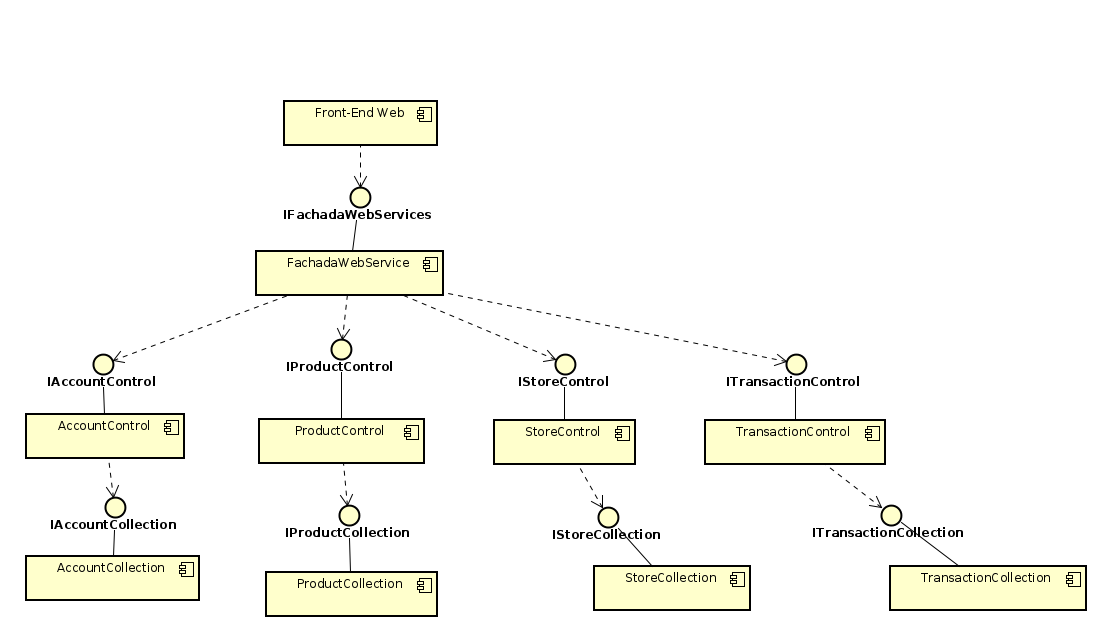 Front-End Web
IFachadaWebServices
FachadaWebService
IAccountControl
IProductControl
IStoreControl
ITransactionControl
AccountControl
ProductControl
StoreControl
TransactionControl
IAccountCollection
IProductCollection
IStoreCollection
ITransactionCollection
AccountCollection
ProductCollection
StoreCollection
TransactionCollection